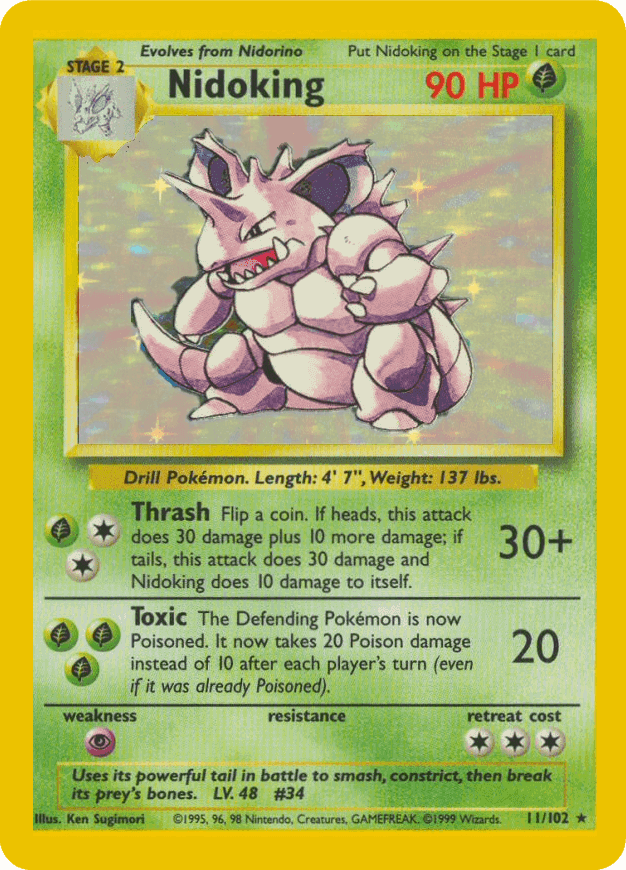 Evolves from Nidorino Put Nidoking on the Stage 1 card
STAGE 2
Nidoking 90 HP
Drill Pokémon. Length: 4' 7", Weight: 137 lbs.
Thrash Flip a coin. If heads, this attack
does 30 damage plus 10 more damage; if
tails, this attack does 30 damage and
Nidoking does 10 damage to itself.
30+
Toxic The Defending Pokémon is now
Poisoned. It now takes 20 Poison damage
instead of 10 after each player's turn (even
if it was already Poisoned).
20
weakness resistance retreat cost
Uses its powerful tail in battle to smash, constrict, then break
its prey's bones. LV. 48 #34
Illus. Ken Sugimori ©1995, 96, 98 Nintendo, Creatures, GAMEFREAK. ©1999 Wizards. 11/102 ★